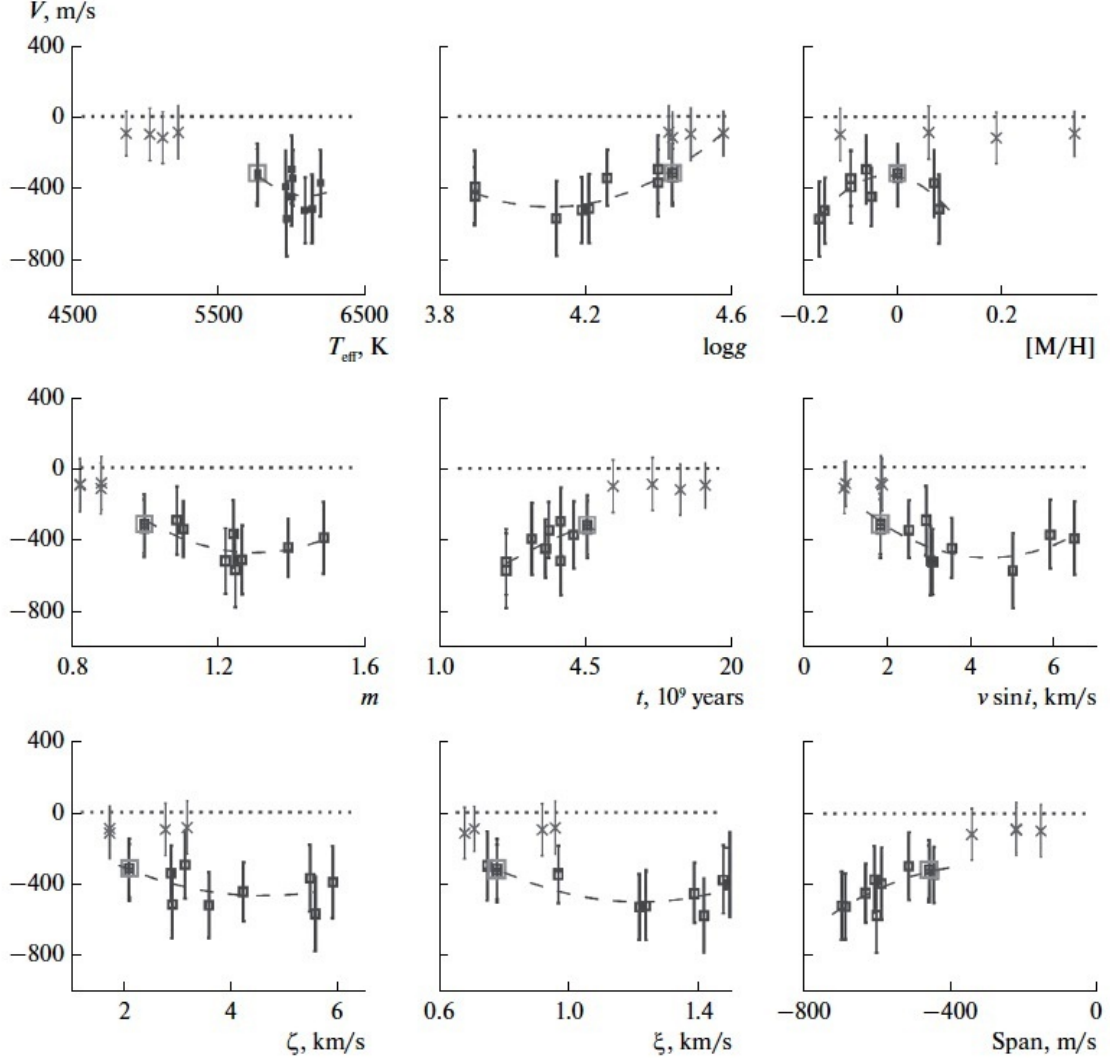 V, m/s
400
0
−400
−800
4500 5500 6500
T_eff, K
3.8 4.2 4.6
logg
−0.2 0 0.2
[M/H]
400
0
−400
−800
0.8 1.2 1.6
m
1.0 4.5 20
t, 10⁹ years
0 2 4 6
v sini, km/s
400
0
−400
−800
2 4 6
ζ, km/s
0.6 1.0 1.4
ξ, km/s
−800 −400 0
Span, m/s